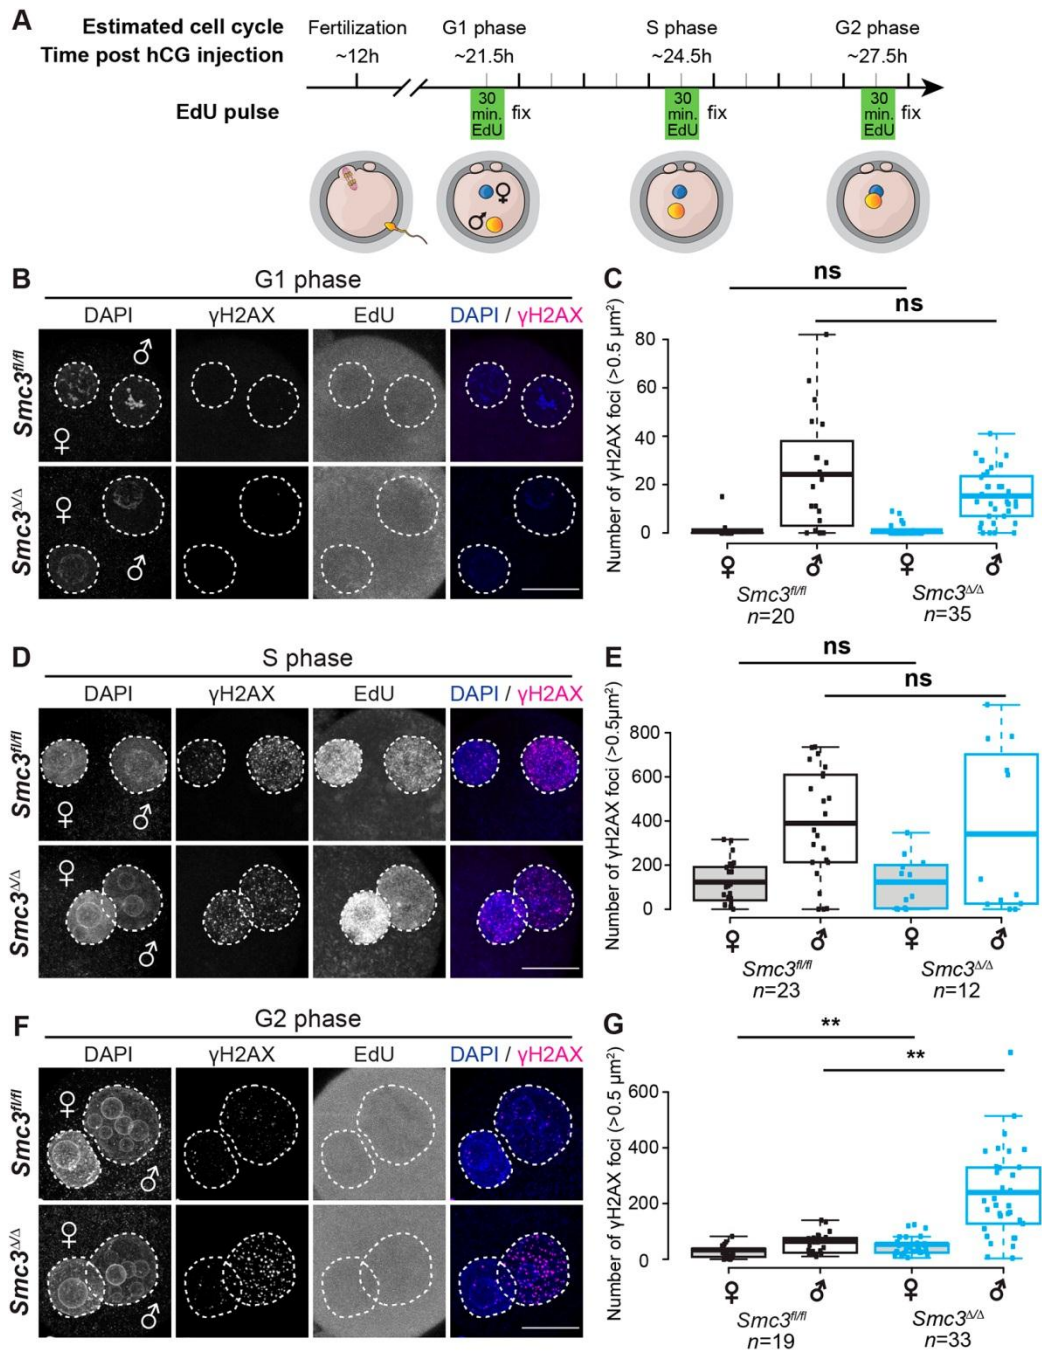 A
Estimated cell cycle Fertilization G1 phase S phase G2 phase
Time post hCG injection ~12h ~21.5h ~24.5h ~27.5h
EdU pulse 30 min. EdU fix 30 min. EdU fix 30 min. EdU fix
♀
♂
B G1 phase
DAPI γH2AX EdU DAPI / γH2AX
Smc3fl/fl
♂
♀
Smc3Δ/Δ
♀
♂
C ns
ns
Number of γH2AX foci (>0.5 µm²)
80
60
40
20
0
♀ ♂ ♀ ♂
Smc3fl/fl Smc3Δ/Δ
n=20 n=35
D S phase
DAPI γH2AX EdU DAPI / γH2AX
Smc3fl/fl
♀ ♂
Smc3Δ/Δ
♀
♂
E ns
ns
Number of γH2AX foci (>0.5µm²)
800
600
400
200
0
♀ ♂ ♀ ♂
Smc3fl/fl Smc3Δ/Δ
n=23 n=12
F G2 phase
DAPI γH2AX EdU DAPI / γH2AX
Smc3fl/fl
♀
♂
Smc3Δ/Δ
♀
♂
G **
**
Number of γH2AX foci (>0.5 µm²)
600
400
200
0
♀ ♂ ♀ ♂
Smc3fl/fl Smc3Δ/Δ
n=19 n=33